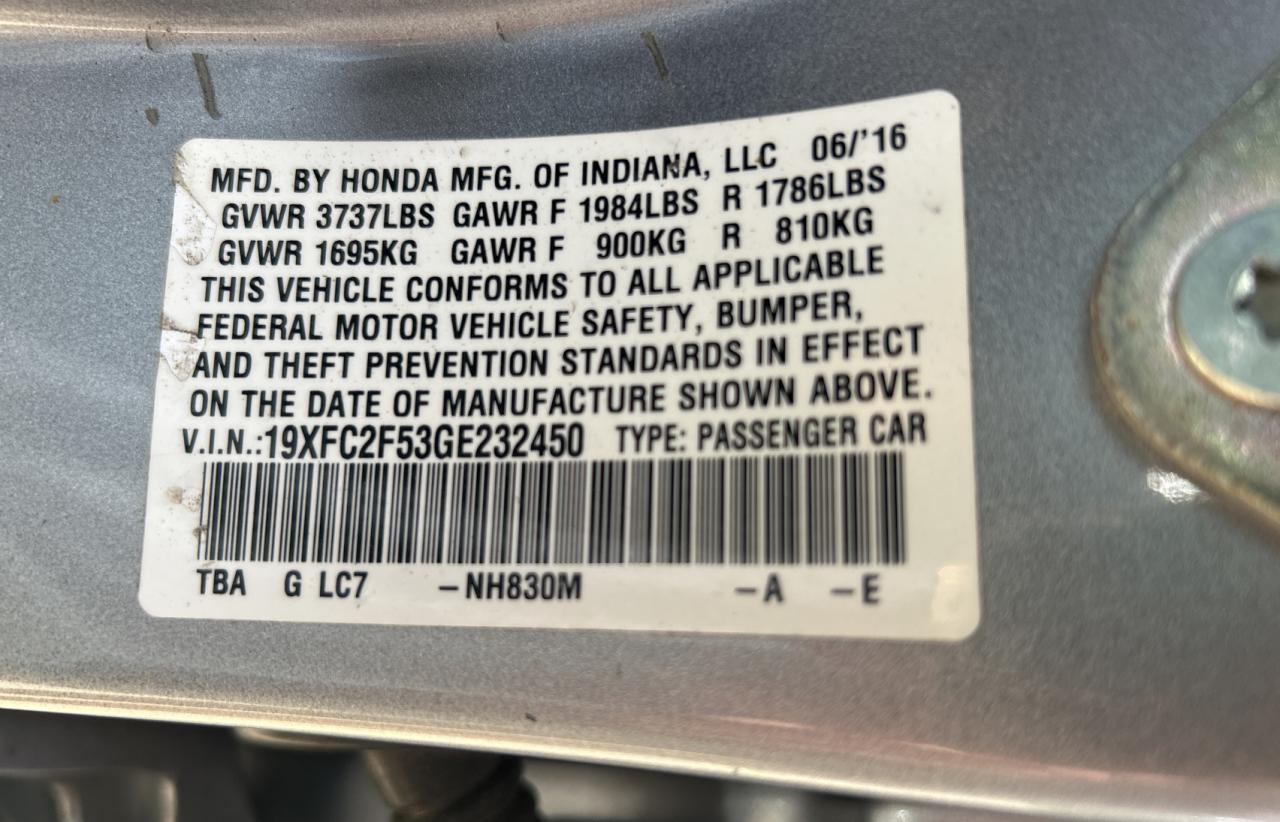 MFD. BY HONDA MFG. OF INDIANA, LLC 06/'16
GVWR 3737LBS GAWR F 1984LBS R 1786LBS
GVWR 1695KG GAWR F 900KG R 810KG
THIS VEHICLE CONFORMS TO ALL APPLICABLE
FEDERAL MOTOR VEHICLE SAFETY, BUMPER,
AND THEFT PREVENTION STANDARDS IN EFFECT
ON THE DATE OF MANUFACTURE SHOWN ABOVE.
V.I.N.:19XFC2F53GE232450 TYPE: PASSENGER CAR
TBA G LC7 –NH830M –A –E